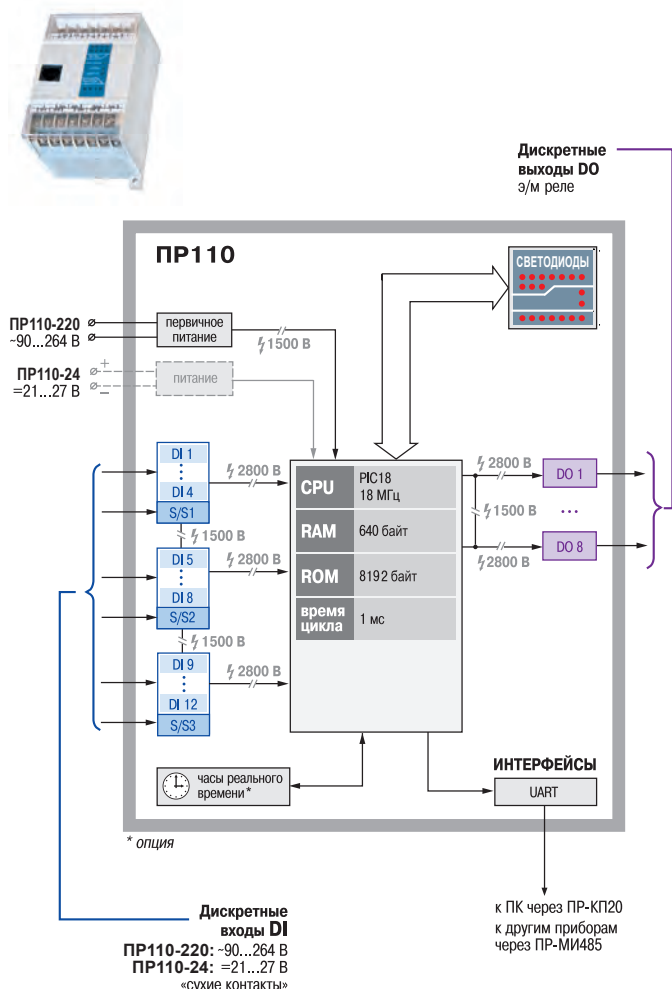 Дискретные
выходы DO
э/м реле
ПР110
СВЕТОДИОДЫ
ПР110-220
~90...264 В
первичное
питание
1500 В
ПР110-24
=21...27 В
+
–
питание
DI 1
DI 4
S/S1
2800 В
1500 В
DI 5
DI 8
S/S2
2800 В
1500 В
DI 9
DI 12
S/S3
2800 В
CPU PIC18
18 МГц
RAM 640 байт
ROM 8192 байт
время
цикла 1 мс
2800 В
DO 1
1500 В
...
2800 В
DO 8
часы реального
времени*
ИНТЕРФЕЙСЫ
UART
* опция
к ПК через ПР-КП20
к другим приборам
через ПР-МИ485
Дискретные
входы DI
ПР110-220: ~90...264 В
ПР110-24: =21...27 В
«сухие контакты»